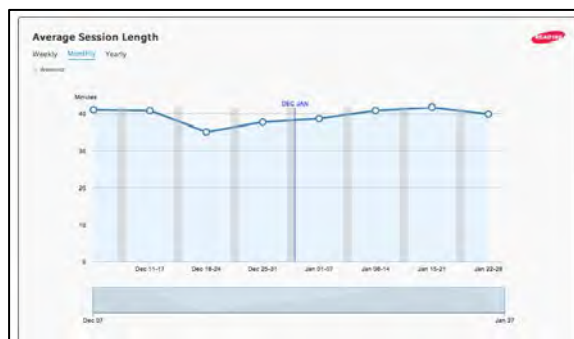 Average Session Length
Weekly Monthly Yearly
Minutes
DEC JAN
40
30
20
10
0
Dec 11-17 Dec 18-24 Dec 25-31 Jan 01-07 Jan 08-14 Jan 15-21 Jan 22-28
Dec 07 Jan 27